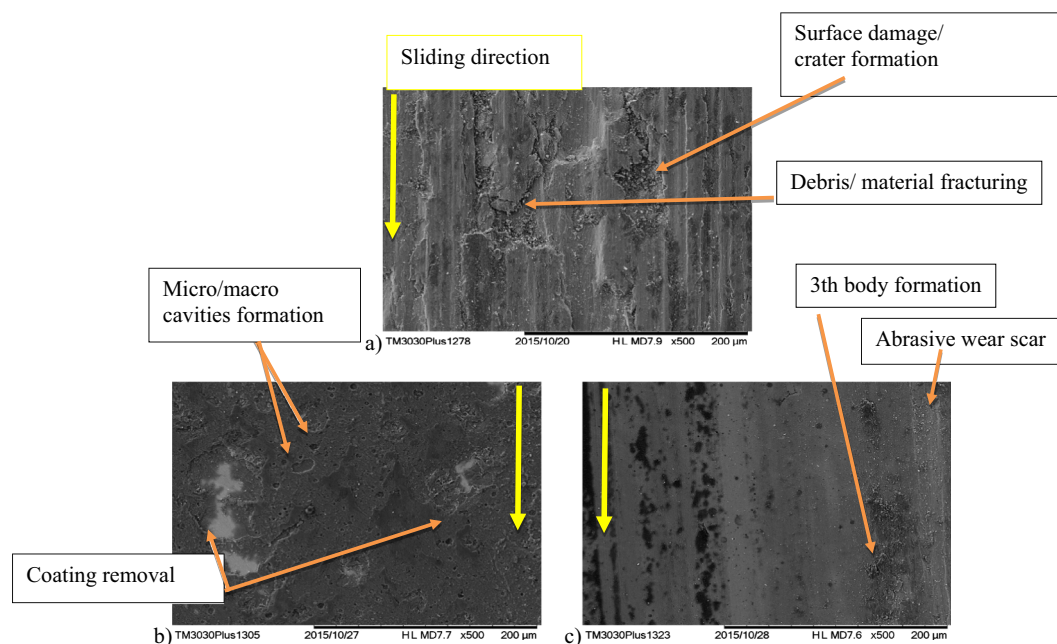 Sliding direction
Surface damage/
crater formation
Debris/ material fracturing
Micro/macro
cavities formation
3th body formation
Abrasive wear scar
a) TM3030Plus1278 2015/10/20 HL MD7.9 x500 200 µm
Coating removal
b) TM3030Plus1305 2015/10/27 HL MD7.7 x500 200 µm
c) TM3030Plus1323 2015/10/28 HL MD7.6 x500 200 µm